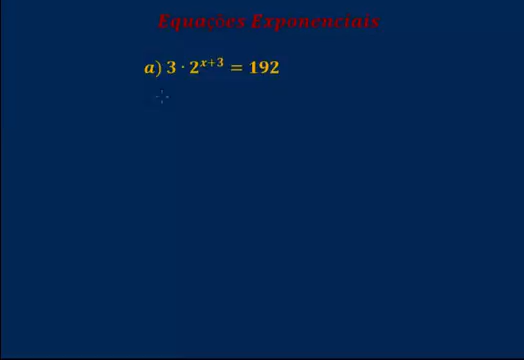 Equações Exponenciais
a) 3 · 2^{x+3} = 192